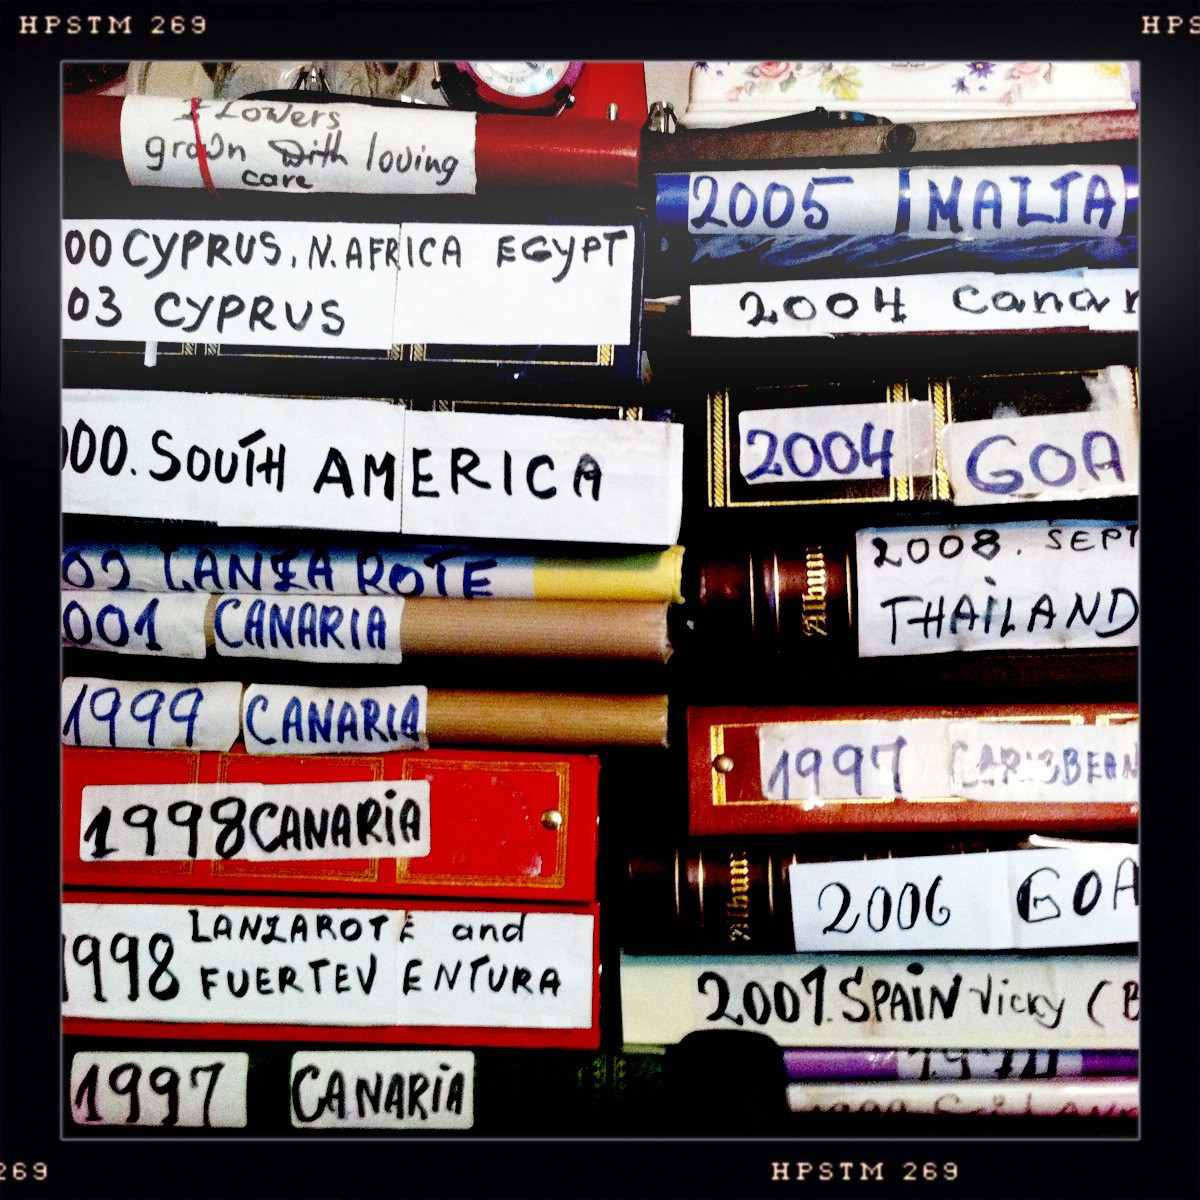 HPSTM 269
HPS
Flowers
grown with loving
care
00 CYPRUS, N. AFRICA EGYPT
03 CYPRUS
000. SOUTH AMERICA
02 LANZAROTE
001 CANARIA
1999 CANARIA
1998 CANARIA
1998 LANZAROTE and
FUERTEVENTURA
1997 CANARIA
2005 MALTA
2004 Canar
2004 GOA
Album
2008. SEPT
THAILAND
1997 CARIBBEAN
Album
2006 GOA
2007. SPAIN Vicky (B
269
HPSTM 269